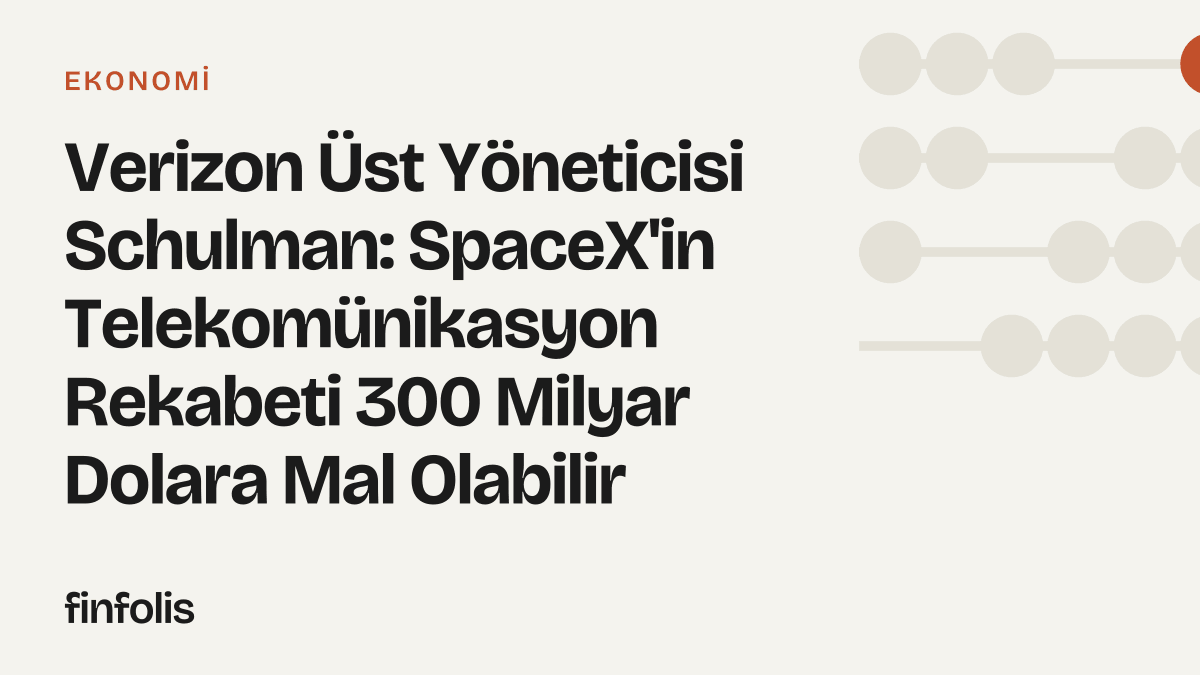 EKONOMİ
Verizon Üst Yöneticisi
Schulman: SpaceX'in
Telekomünikasyon
Rekabeti 300 Milyar
Dolara Mal Olabilir
finfolis